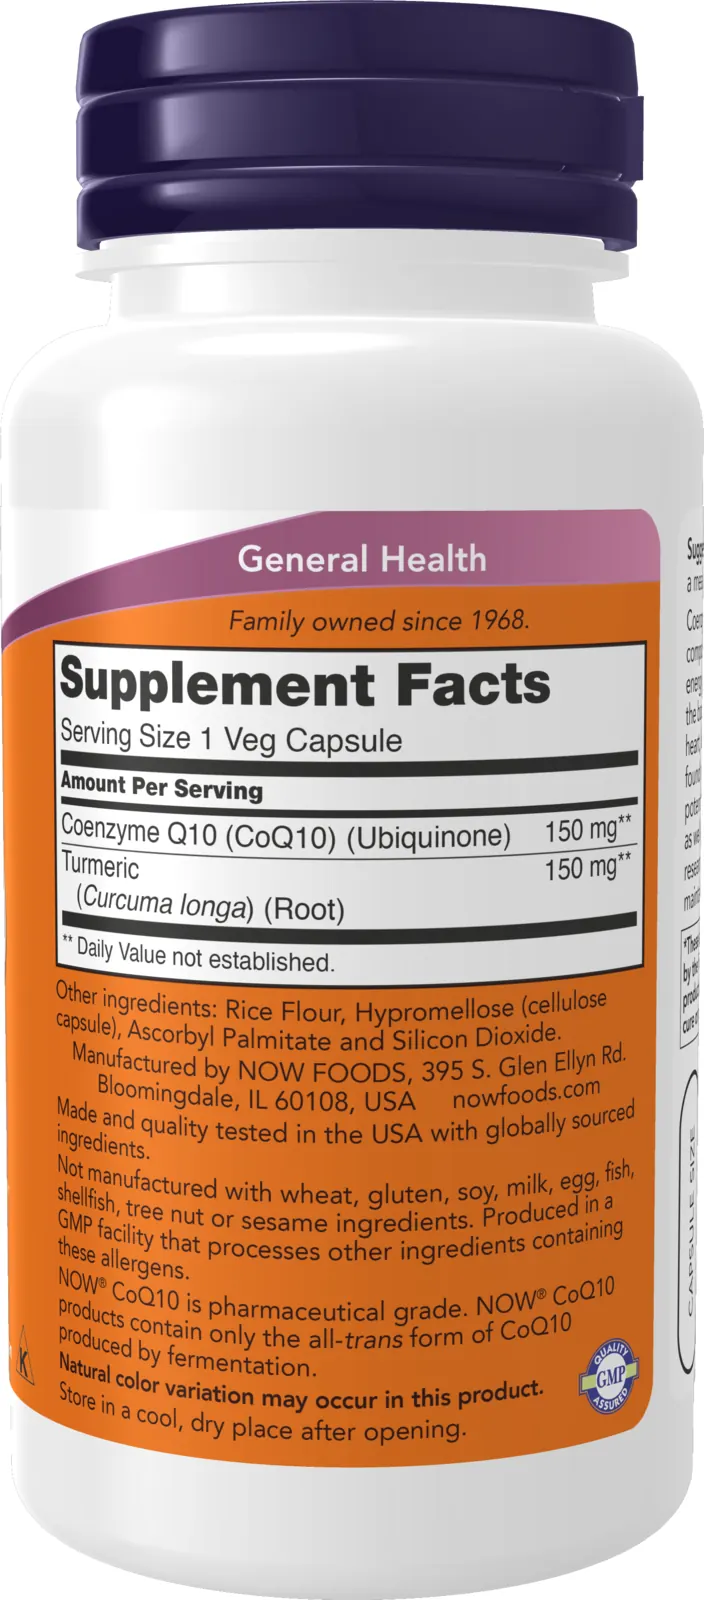 General Health
Family owned since 1968.
Supplement Facts
Serving Size 1 Veg Capsule
Amount Per Serving
Coenzyme Q10 (CoQ10) (Ubiquinone) 150 mg**
Turmeric 150 mg**
(Curcuma longa) (Root)
** Daily Value not established.
Other ingredients: Rice Flour, Hypromellose (cellulose
capsule), Ascorbyl Palmitate and Silicon Dioxide.
Manufactured by NOW FOODS, 395 S. Glen Ellyn Rd.
Bloomingdale, IL 60108, USA nowfoods.com
Made and quality tested in the USA with globally sourced
ingredients.
Not manufactured with wheat, gluten, soy, milk, egg, fish,
shellfish, tree nut or sesame ingredients. Produced in a
GMP facility that processes other ingredients containing
these allergens.
NOW® CoQ10 is pharmaceutical grade. NOW® CoQ10
products contain only the all-trans form of CoQ10
produced by fermentation.
Natural color variation may occur in this product.
Store in a cool, dry place after opening.
QUALITY
GMP
ASSURED
K
a
the
as
by the
CAPSULE SIZE